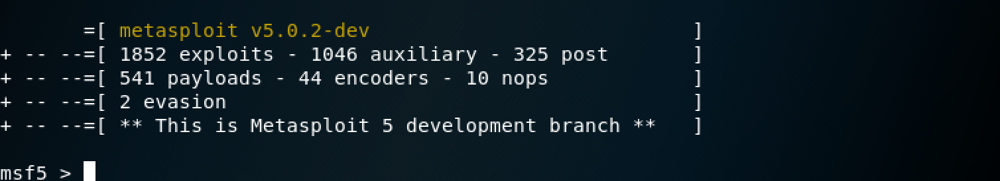 =[ metasploit v5.0.2-dev ]
+ -- --=[ 1852 exploits - 1046 auxiliary - 325 post ]
+ -- --=[ 541 payloads - 44 encoders - 10 nops ]
+ -- --=[ 2 evasion ]
+ -- --=[ ** This is Metasploit 5 development branch ** ]
msf5 >